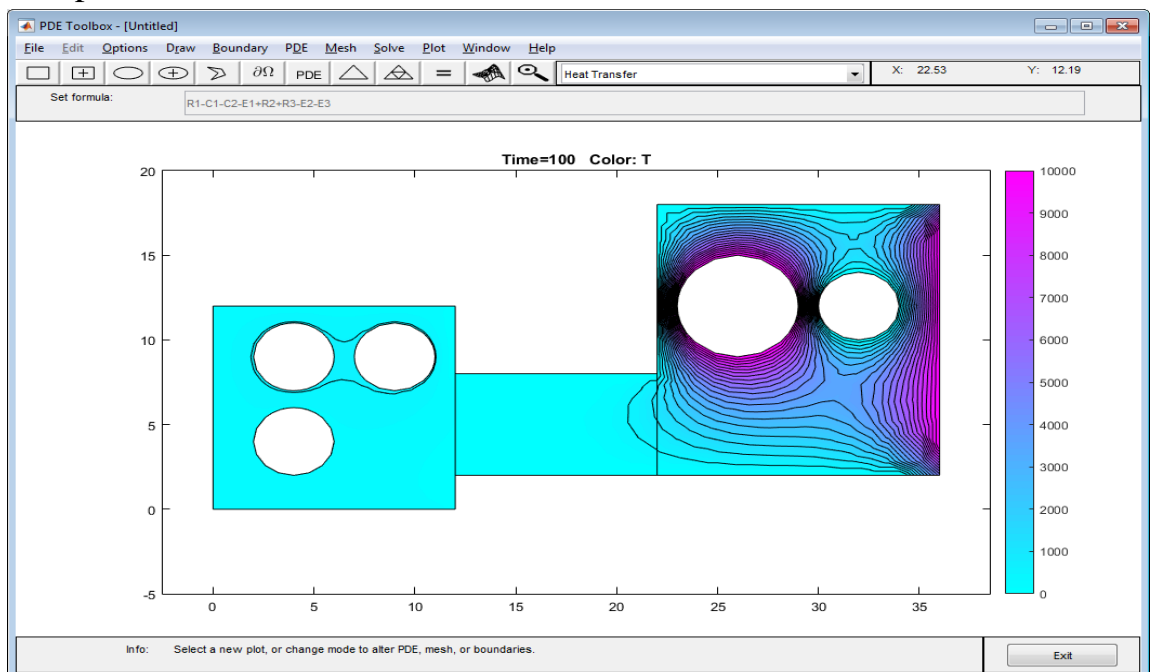 PDE Toolbox - [Untitled]
File Edit Options Draw Boundary PDE Mesh Solve Plot Window Help
∂Ω PDE = Heat Transfer X: 22.53 Y: 12.19
Set formula: R1-C1-C2-E1+R2+R3-E2-E3
Time=100 Color: T
20
15
10
5
0
-5
0 5 10 15 20 25 30 35
10000
9000
8000
7000
6000
5000
4000
3000
2000
1000
0
Info: Select a new plot, or change mode to alter PDE, mesh, or boundaries.
Exit